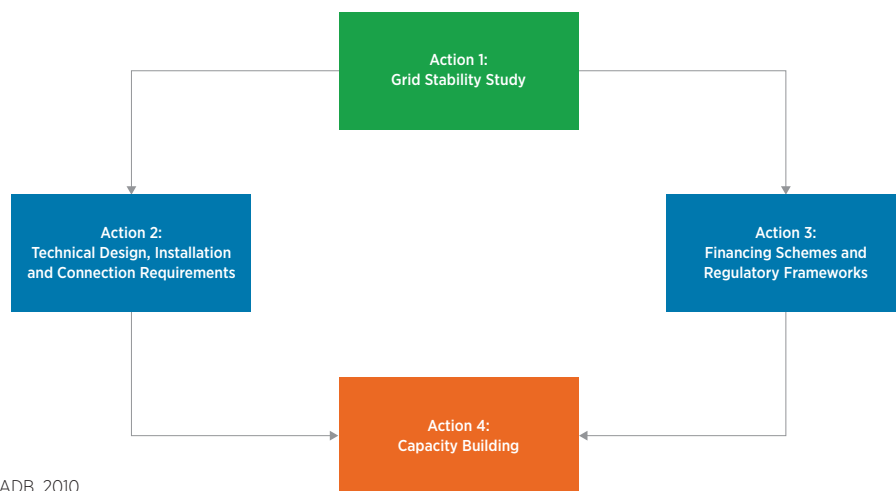 Action 1:
Grid Stability Study
Action 2:
Technical Design, Installation
and Connection Requirements
Action 3:
Financing Schemes and
Regulatory Frameworks
Action 4:
Capacity Building
ADB, 2010